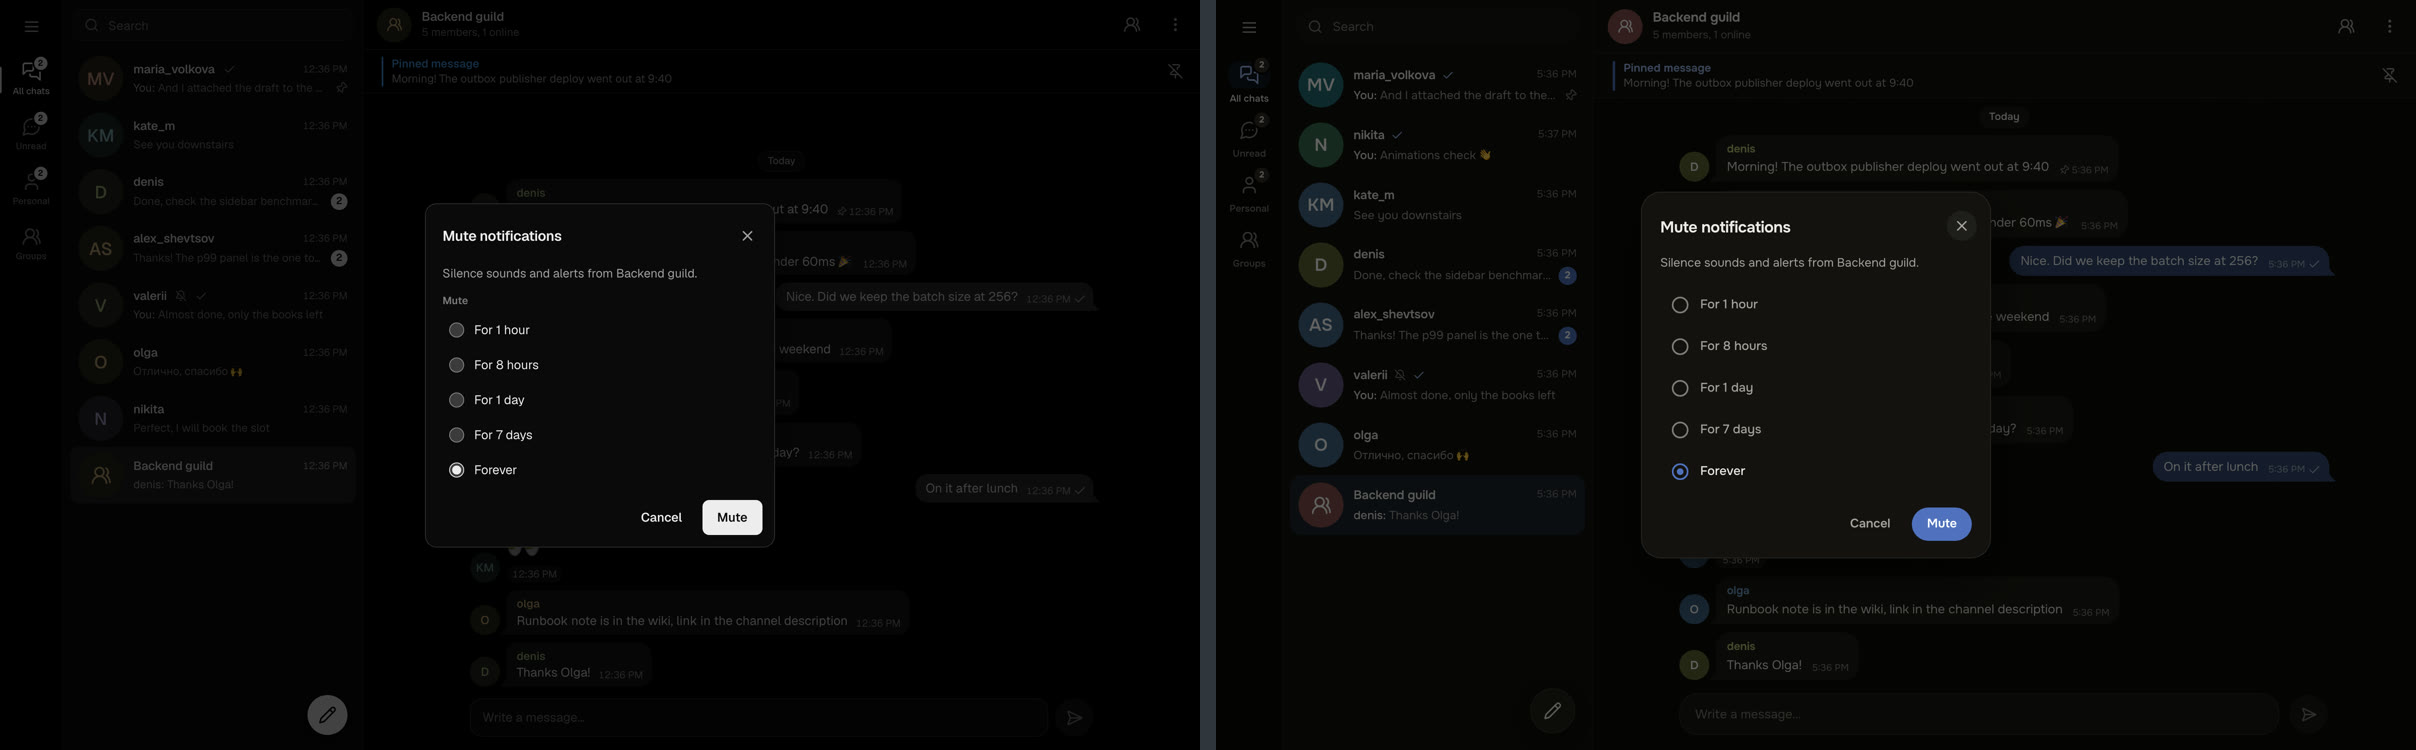 Search
Backend guild
5 members, 1 online
2
All chats
2
Unread
2
Personal
Groups
maria_volkova 12:36 PM
You: And I attached the draft to the ...
kate_m 12:36 PM
See you downstairs
denis 12:36 PM
Done, check the sidebar benchmar... 2
alex_shevtsov 12:36 PM
Thanks! The p99 panel is the one to... 2
valerii 12:36 PM
You: Almost done, only the books left
olga 12:36 PM
Отлично, спасибо 🙌
nikita 12:36 PM
Perfect, I will book the slot
Backend guild 12:36 PM
denis: Thanks Olga!
MV
KM
D
AS
V
O
N
Pinned message
Morning! The outbox publisher deploy went out at 9:40
Today
denis
ut at 9:40 12:36 PM
nder 60ms 🎉 12:36 PM
Nice. Did we keep the batch size at 256? 12:36 PM
weekend 12:36 PM
PM
day? 12:36 PM
On it after lunch 12:36 PM
Mute notifications
Silence sounds and alerts from Backend guild.
Mute
For 1 hour
For 8 hours
For 1 day
For 7 days
Forever
Cancel Mute
KM
12:36 PM
olga
O
Runbook note is in the wiki, link in the channel description 12:36 PM
denis
D
Thanks Olga! 12:36 PM
Write a message...
Search
Backend guild
5 members, 1 online
2
All chats
2
Unread
2
Personal
Groups
MV
maria_volkova 5:36 PM
You: And I attached the draft to the...
N
nikita 5:37 PM
You: Animations check 👋
KM
kate_m 5:36 PM
See you downstairs
D
denis 5:36 PM
Done, check the sidebar benchmar... 2
AS
alex_shevtsov 5:36 PM
Thanks! The p99 panel is the one t... 2
V
valerii 5:36 PM
You: Almost done, only the books left
O
olga 5:36 PM
Отлично, спасибо 🙌
Backend guild 5:36 PM
denis: Thanks Olga!
Pinned message
Morning! The outbox publisher deploy went out at 9:40
Today
denis
D
Morning! The outbox publisher deploy went out at 9:40 5:36 PM
nder 60ms 🎉 5:36 PM
Nice. Did we keep the batch size at 256? 5:36 PM
weekend 5:36 PM
PM
day? 5:36 PM
On it after lunch 5:36 PM
Mute notifications
Silence sounds and alerts from Backend guild.
For 1 hour
For 8 hours
For 1 day
For 7 days
Forever
Cancel Mute
5:36 PM
olga
O
Runbook note is in the wiki, link in the channel description 5:36 PM
denis
D
Thanks Olga! 5:36 PM
Write a message...